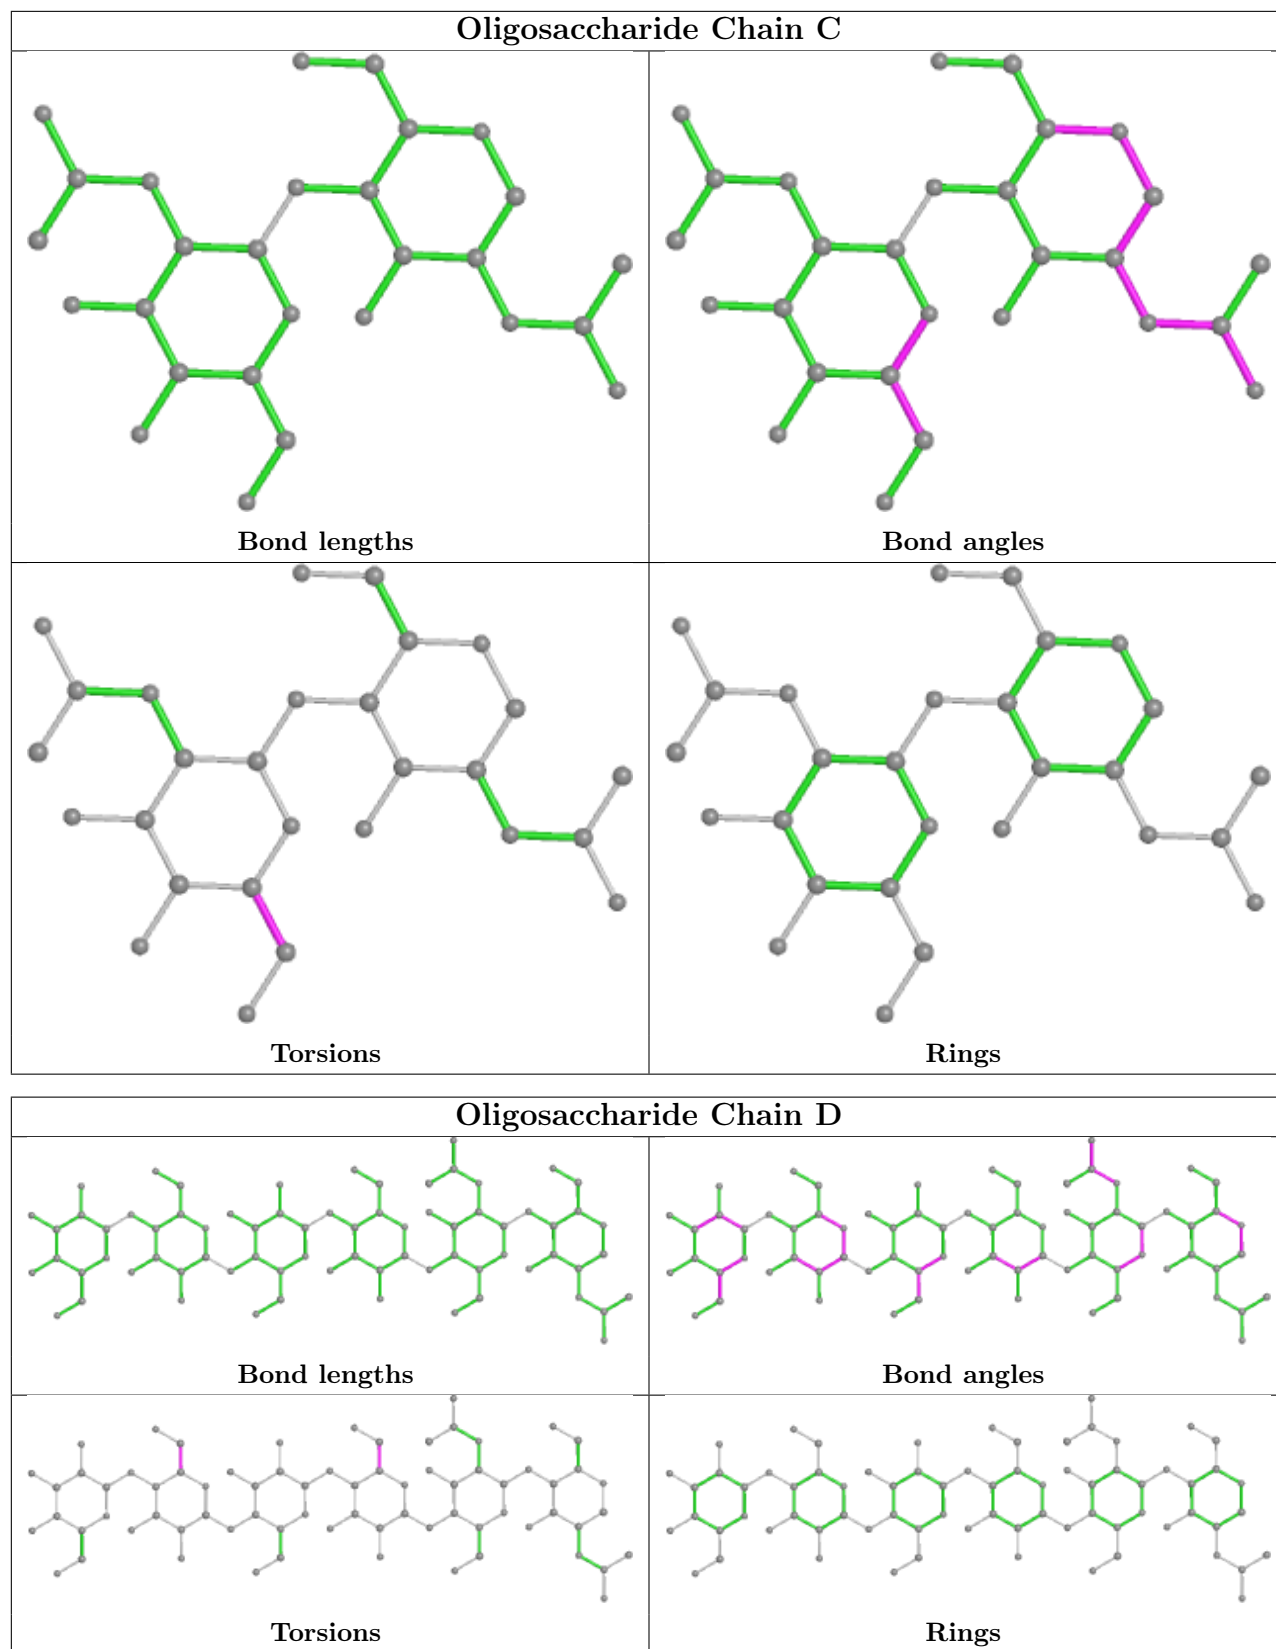 Oligosaccharide Chain C
Bond lengths
Bond angles
Torsions
Rings
Oligosaccharide Chain D
Bond lengths
Bond angles
Torsions
Rings